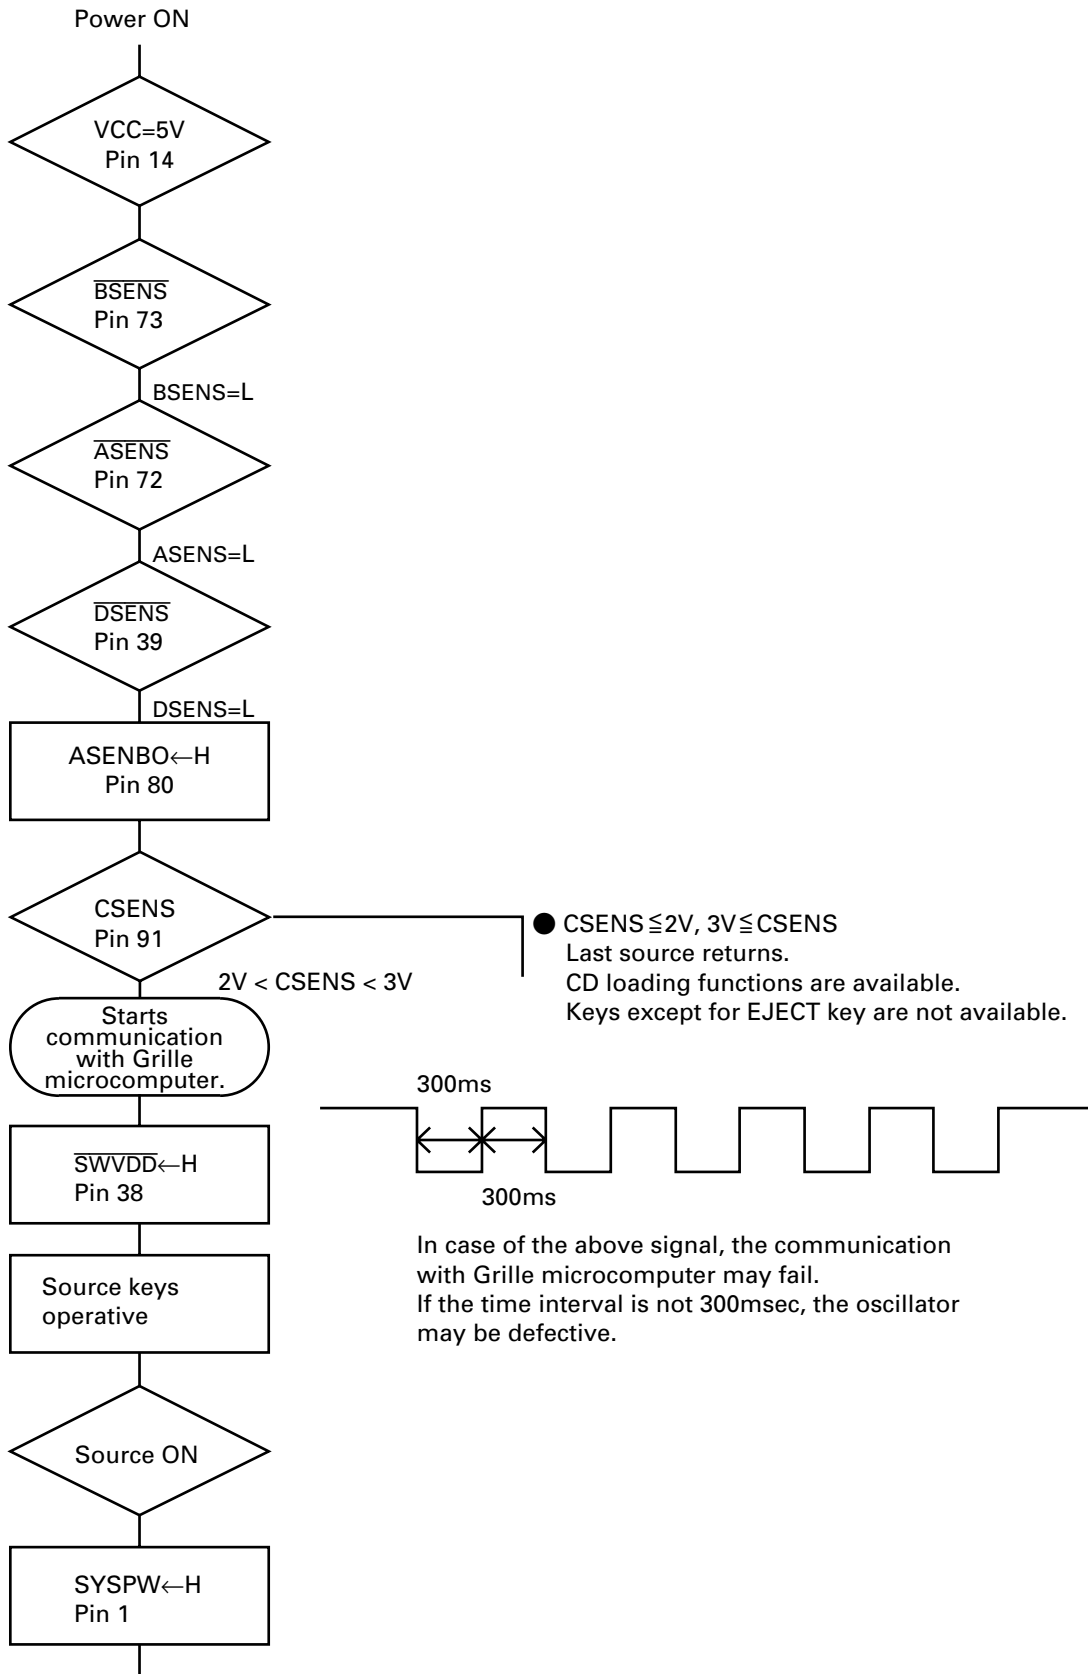 Power ON
VCC=5V
Pin 14
BSENS
Pin 73
BSENS=L
ASENS
Pin 72
ASENS=L
DSENS
Pin 39
DSENS=L
ASENBO←H
Pin 80
CSENS
Pin 91
2V < CSENS < 3V
● CSENS≦2V, 3V≦CSENS
Last source returns.
CD loading functions are available.
Keys except for EJECT key are not available.
Starts
communication
with Grille
microcomputer.
300ms
300ms
In case of the above signal, the communication
with Grille microcomputer may fail.
If the time interval is not 300msec, the oscillator
may be defective.
SWVDD←H
Pin 38
Source keys
operative
Source ON
SYSPW←H
Pin 1